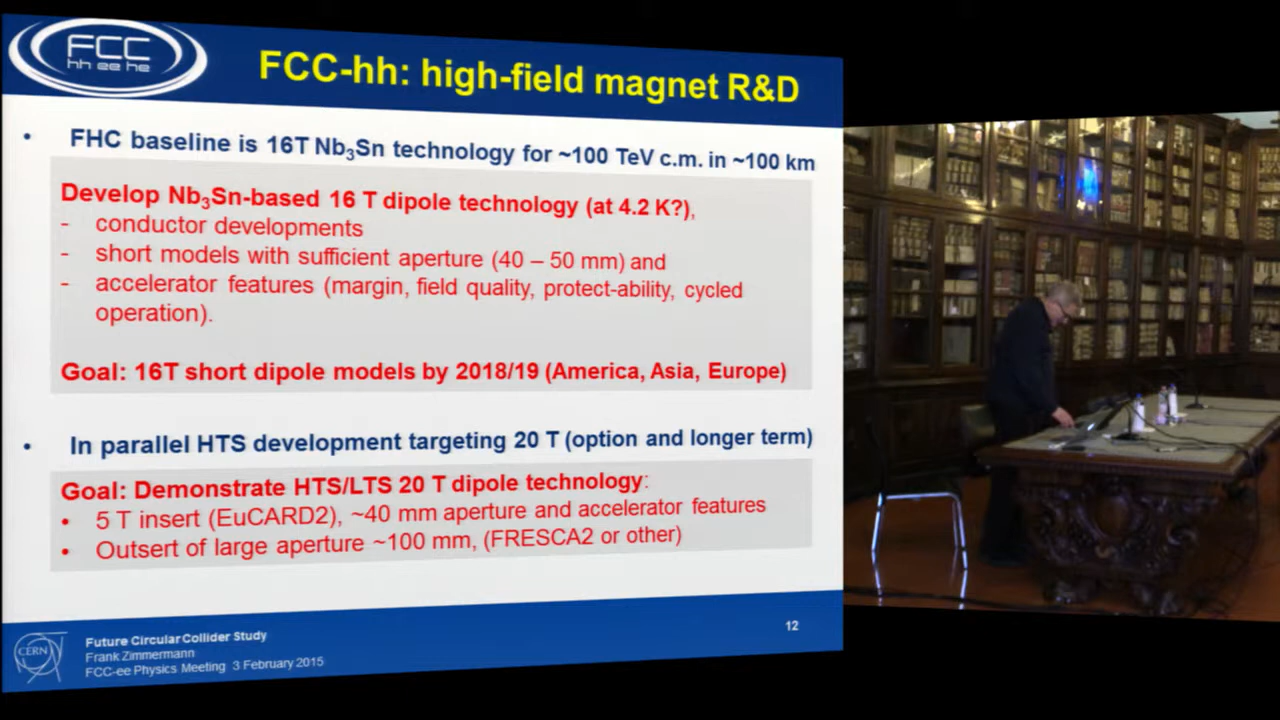 FCC
hh ee he
FCC-hh: high-field magnet R&D
• FHC baseline is 16T Nb₃Sn technology for ~100 TeV c.m. in ~100 km
Develop Nb₃Sn-based 16 T dipole technology (at 4.2 K?),
- conductor developments
- short models with sufficient aperture (40 – 50 mm) and
- accelerator features (margin, field quality, protect-ability, cycled
operation).
Goal: 16T short dipole models by 2018/19 (America, Asia, Europe)
• In parallel HTS development targeting 20 T (option and longer term)
Goal: Demonstrate HTS/LTS 20 T dipole technology:
• 5 T insert (EuCARD2), ~40 mm aperture and accelerator features
• Outsert of large aperture ~100 mm, (FRESCA2 or other)
12
CERN
Future Circular Collider Study
Frank Zimmermann
FCC-ee Physics Meeting 3 February 2015